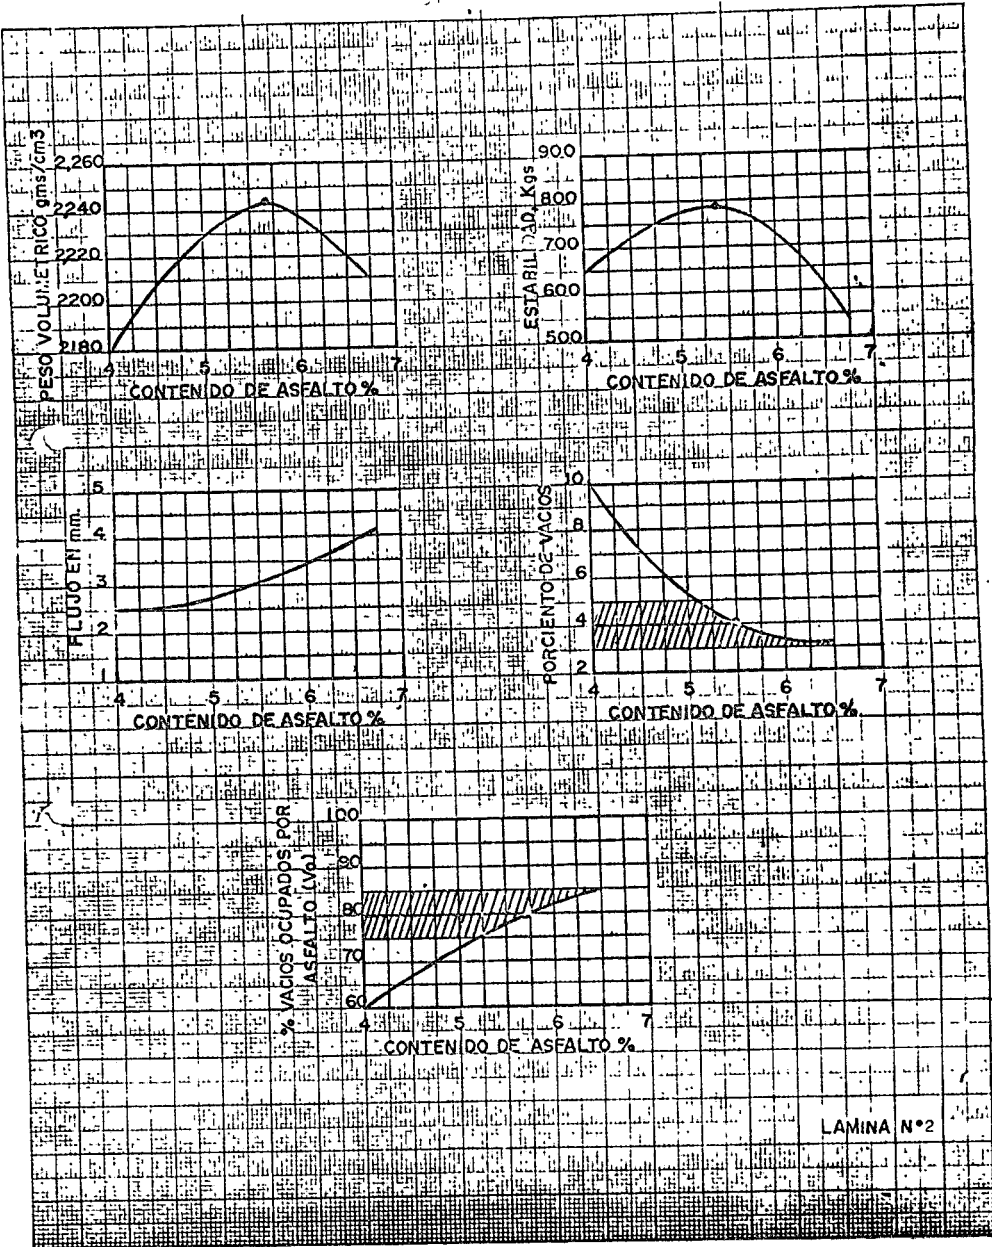 PESO VOLUMETRICO gms/cm3
2,260
2240
2220
2200
2180
4 5 6 7
CONTENIDO DE ASFALTO %
ESTABILIDAD, Kgs
900
800
700
600
500
4 5 6 7
CONTENIDO DE ASFALTO %
FLUJO EN mm.
5
4
3
2
1
4 5 6 7
CONTENIDO DE ASFALTO %
PORCIENTO DE VACIOS
10
8
6
4
2
4 5 6 7
CONTENIDO DE ASFALTO %
% VACIOS OCUPADOS POR
ASFALTO (Va)
100
90
80
70
60
4 5 6 7
CONTENIDO DE ASFALTO %
LAMINA N°2